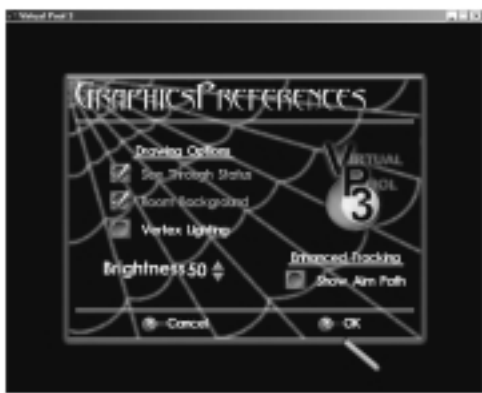 Virtual Pool 3
GRAPHICSPREFERENCES
Drawing Options
See Through Status
Room Background
Vertex Lighting
Brightness 50
VIRTUAL
POOL
VP3
Enhanced Tracking
Show Aim Path
Cancel
OK